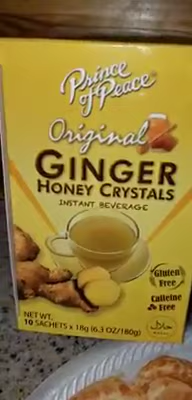 Prince
of Peace®
Original
GINGER
HONEY CRYSTALS
INSTANT BEVERAGE
Gluten
Free
Caffeine
Free
NET WT.
10 SACHETS x 18g (6.3 OZ/180g)